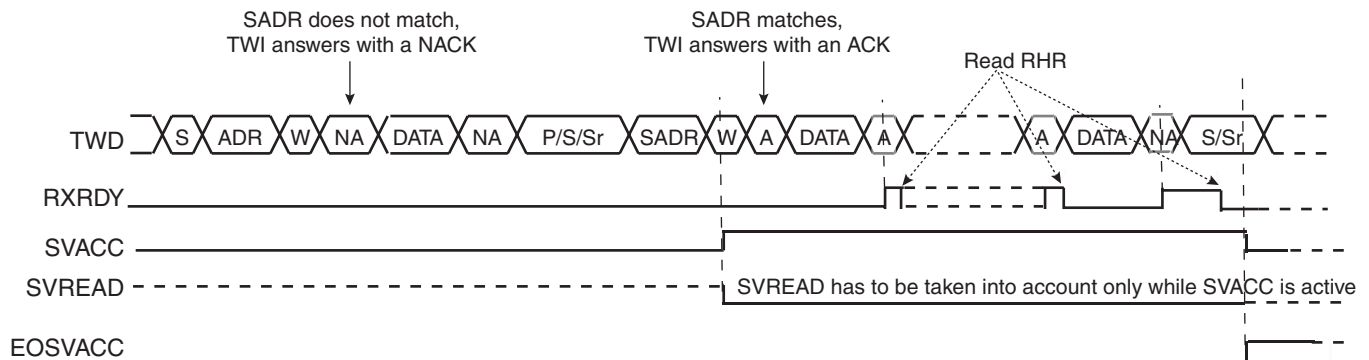 SADR does not match,
TWI answers with a NACK
SADR matches,
TWI answers with an ACK
Read RHR
TWD S ADR W NA DATA NA P/S/Sr SADR W A DATA A A DATA NA S/Sr
RXRDY
SVACC
SVREAD SVREAD has to be taken into account only while SVACC is active
EOSVACC